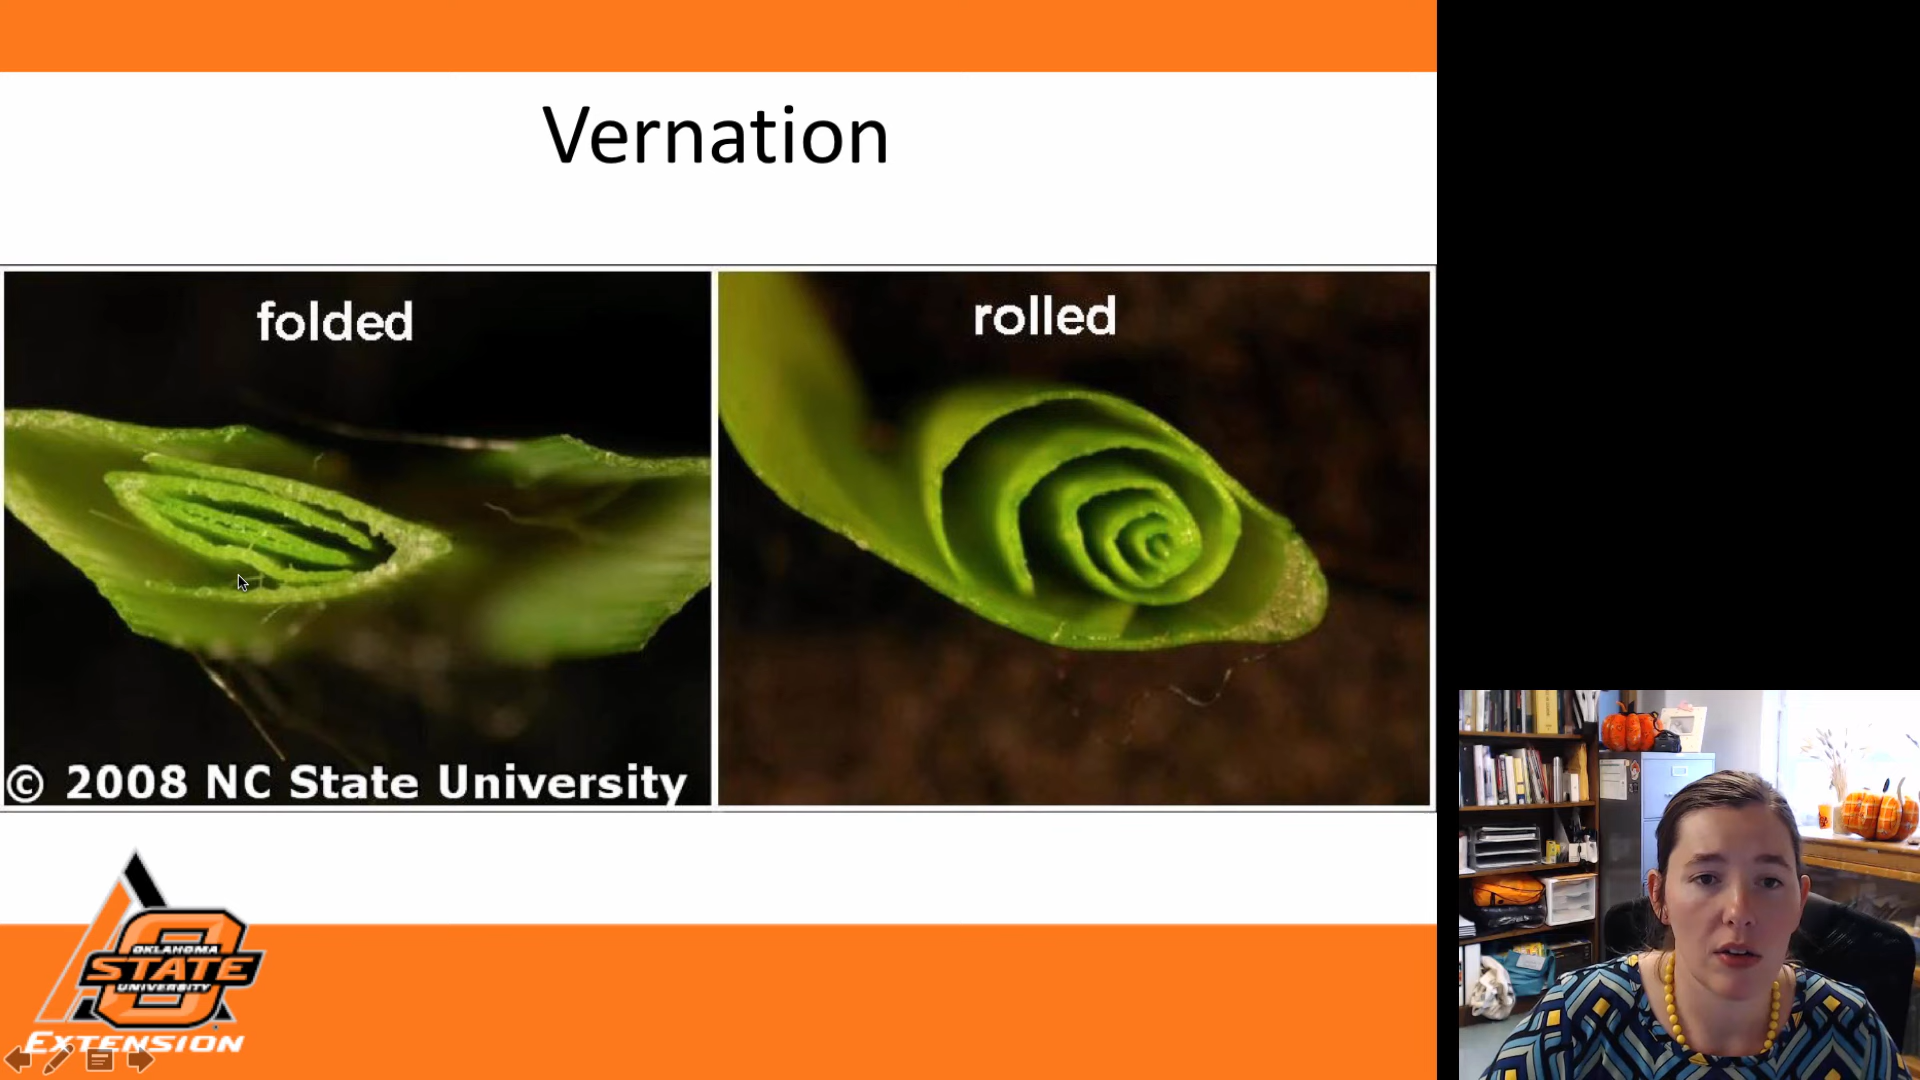 Vernation
folded
rolled
© 2008 NC State University
OKLAHOMA
STATE
UNIVERSITY
EXTENSION